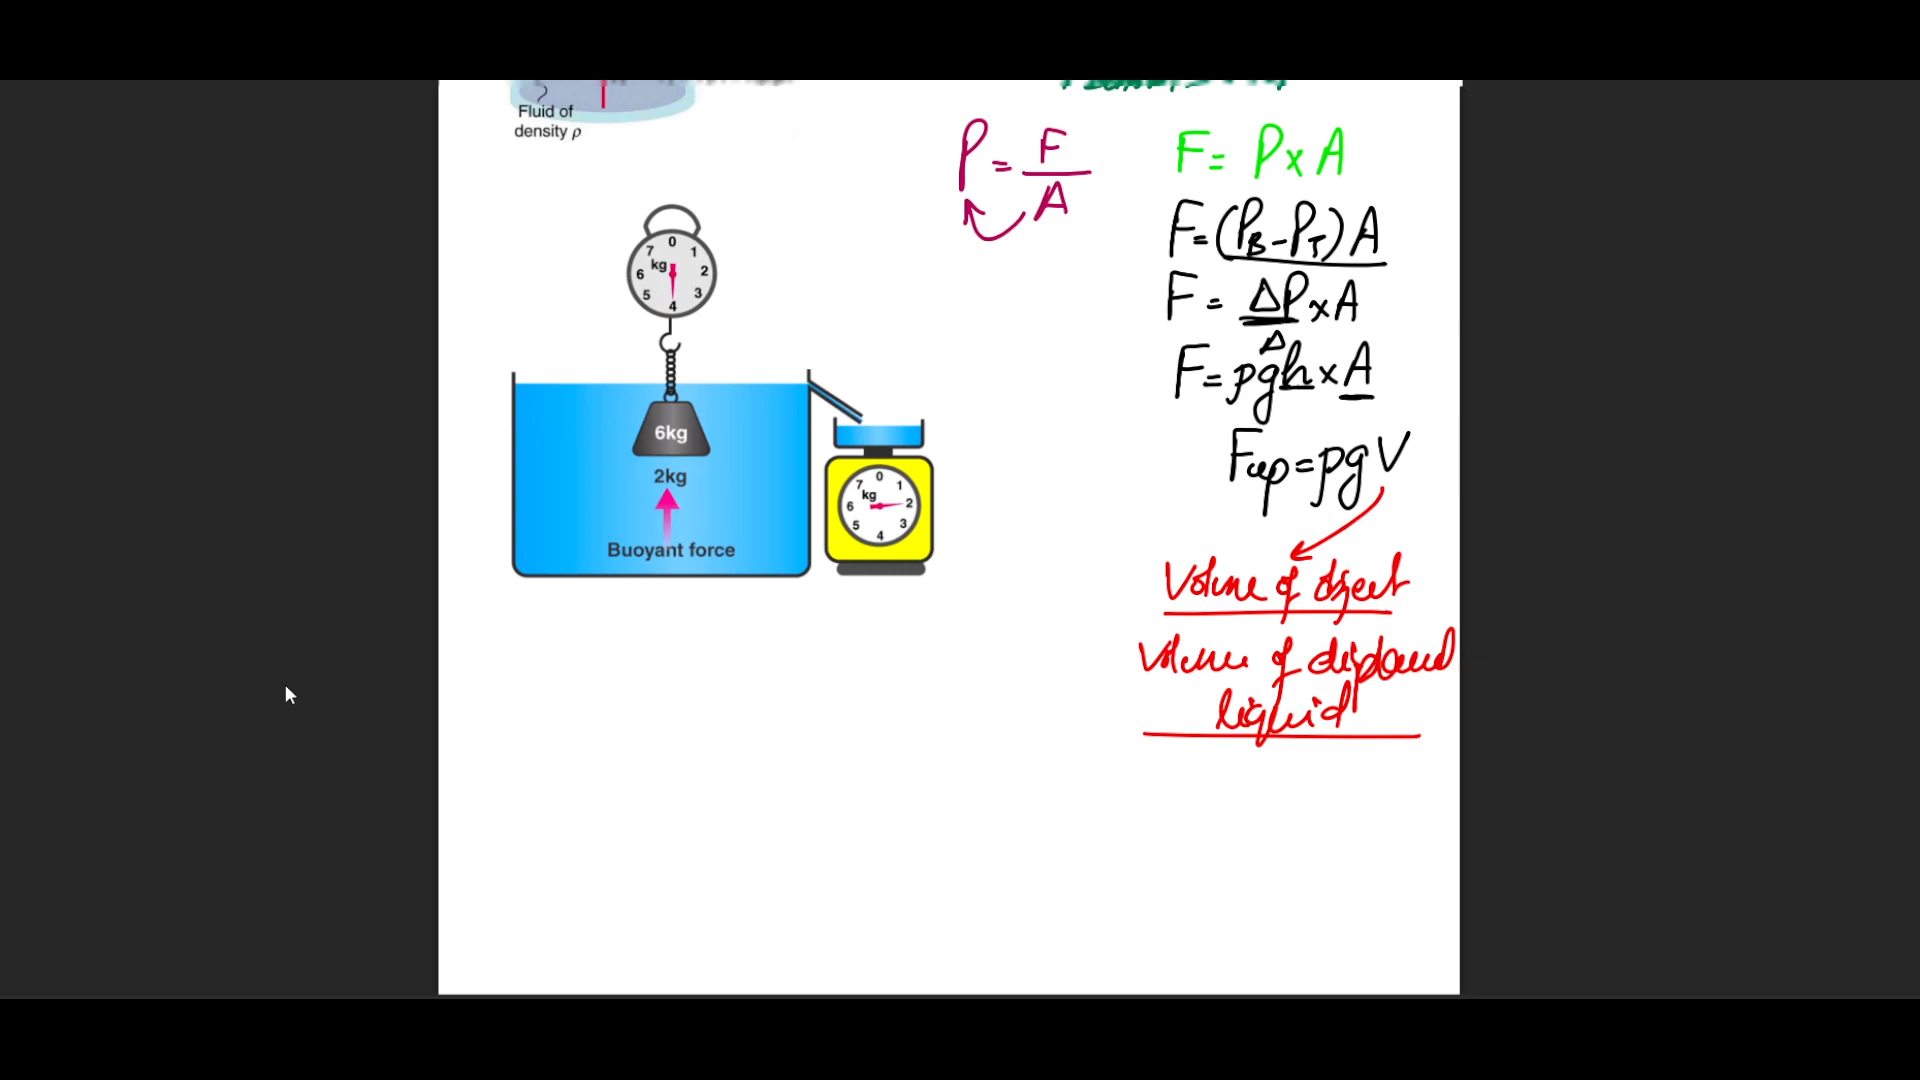 Fluid of
density ρ
P = F / A
F = P x A
F = (P_B - P_T) A
F = ΔP x A
Δ
F = ρgh x A
F_up = ρgV
Volume of object
Volume of displaced
liquid
0
7 1
kg
6 2
5 3
4
6kg
2kg
Buoyant force
0
7 1
kg
6 2
5 3
4